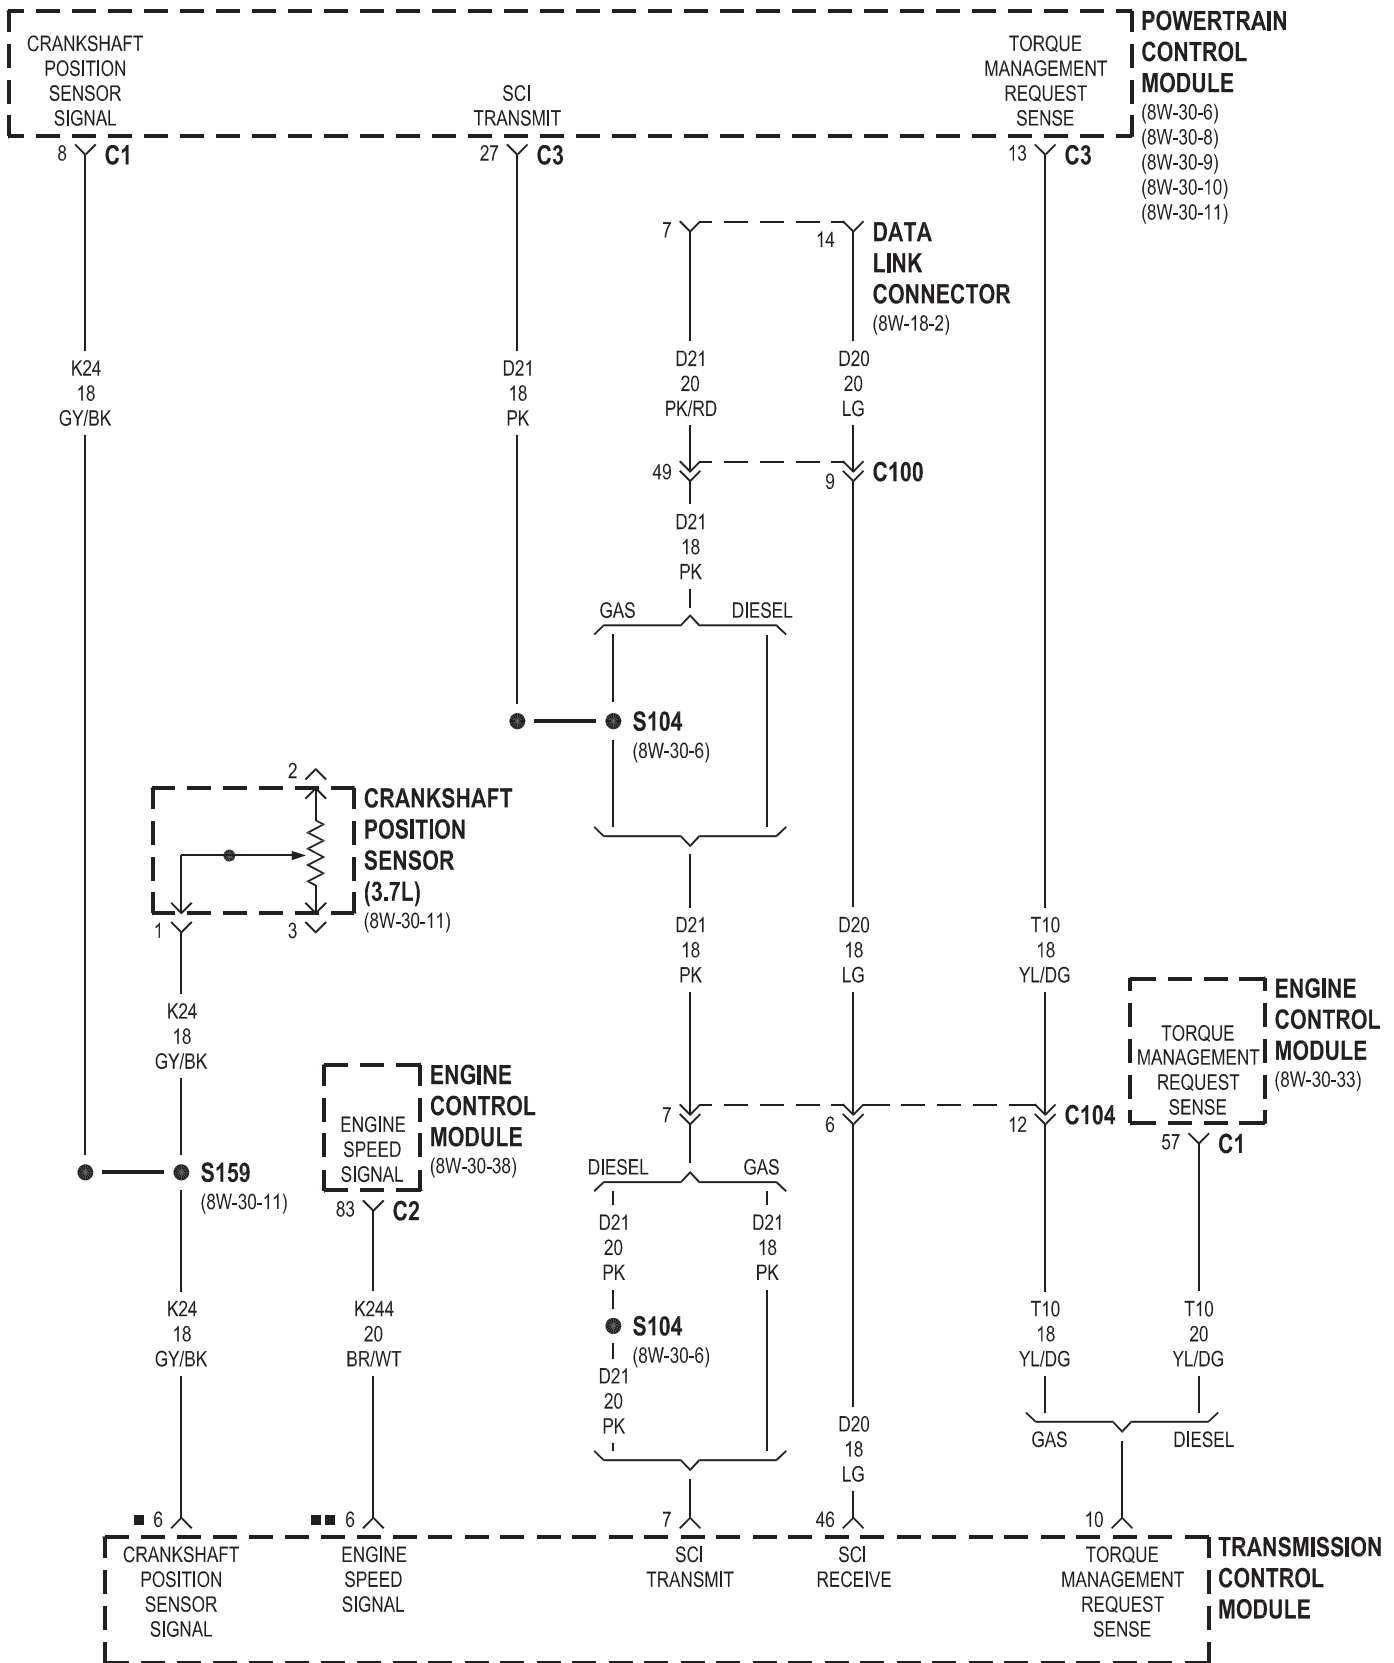 CRANKSHAFT
POSITION
SENSOR
SIGNAL
SCI
TRANSMIT
TORQUE
MANAGEMENT
REQUEST
SENSE
POWERTRAIN
CONTROL
MODULE
(8W-30-6)
(8W-30-8)
(8W-30-9)
(8W-30-10)
(8W-30-11)
8 C1
27 C3
13 C3
7
14
DATA
LINK
CONNECTOR
(8W-18-2)
K24
18
GY/BK
D21
18
PK
D21
20
PK/RD
D20
20
LG
49
9
C100
D21
18
PK
GAS
DIESEL
S104
(8W-30-6)
2
CRANKSHAFT
POSITION
SENSOR
(3.7L)
(8W-30-11)
1
3
K24
18
GY/BK
D21
18
PK
D20
18
LG
T10
18
YL/DG
ENGINE
CONTROL
MODULE
(8W-30-33)
TORQUE
MANAGEMENT
REQUEST
SENSE
57 C1
ENGINE
CONTROL
MODULE
(8W-30-38)
ENGINE
SPEED
SIGNAL
83 C2
7
6
12
C104
S159
(8W-30-11)
DIESEL
GAS
D21
20
PK
D21
18
PK
S104
(8W-30-6)
D21
20
PK
K24
18
GY/BK
K244
20
BR/WT
T10
18
YL/DG
T10
20
YL/DG
D20
18
LG
GAS
DIESEL
■ 6
■■ 6
7
46
10
CRANKSHAFT
POSITION
SENSOR
SIGNAL
ENGINE
SPEED
SIGNAL
SCI
TRANSMIT
SCI
RECEIVE
TORQUE
MANAGEMENT
REQUEST
SENSE
TRANSMISSION
CONTROL
MODULE